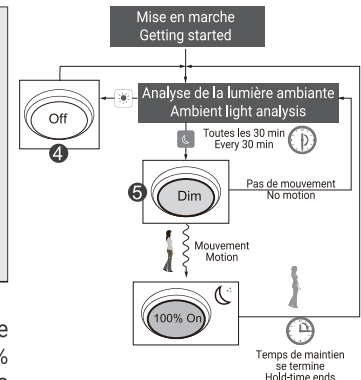 Mise en marche
Getting started
Analyse de la lumière ambiante
Ambient light analysis
Off
4
Toutes les 30 min
Every 30 min
5
Dim
Pas de mouvement
No motion
Mouvement
Motion
100% On
Temps de maintien
se termine
Hold-time ends
e
%